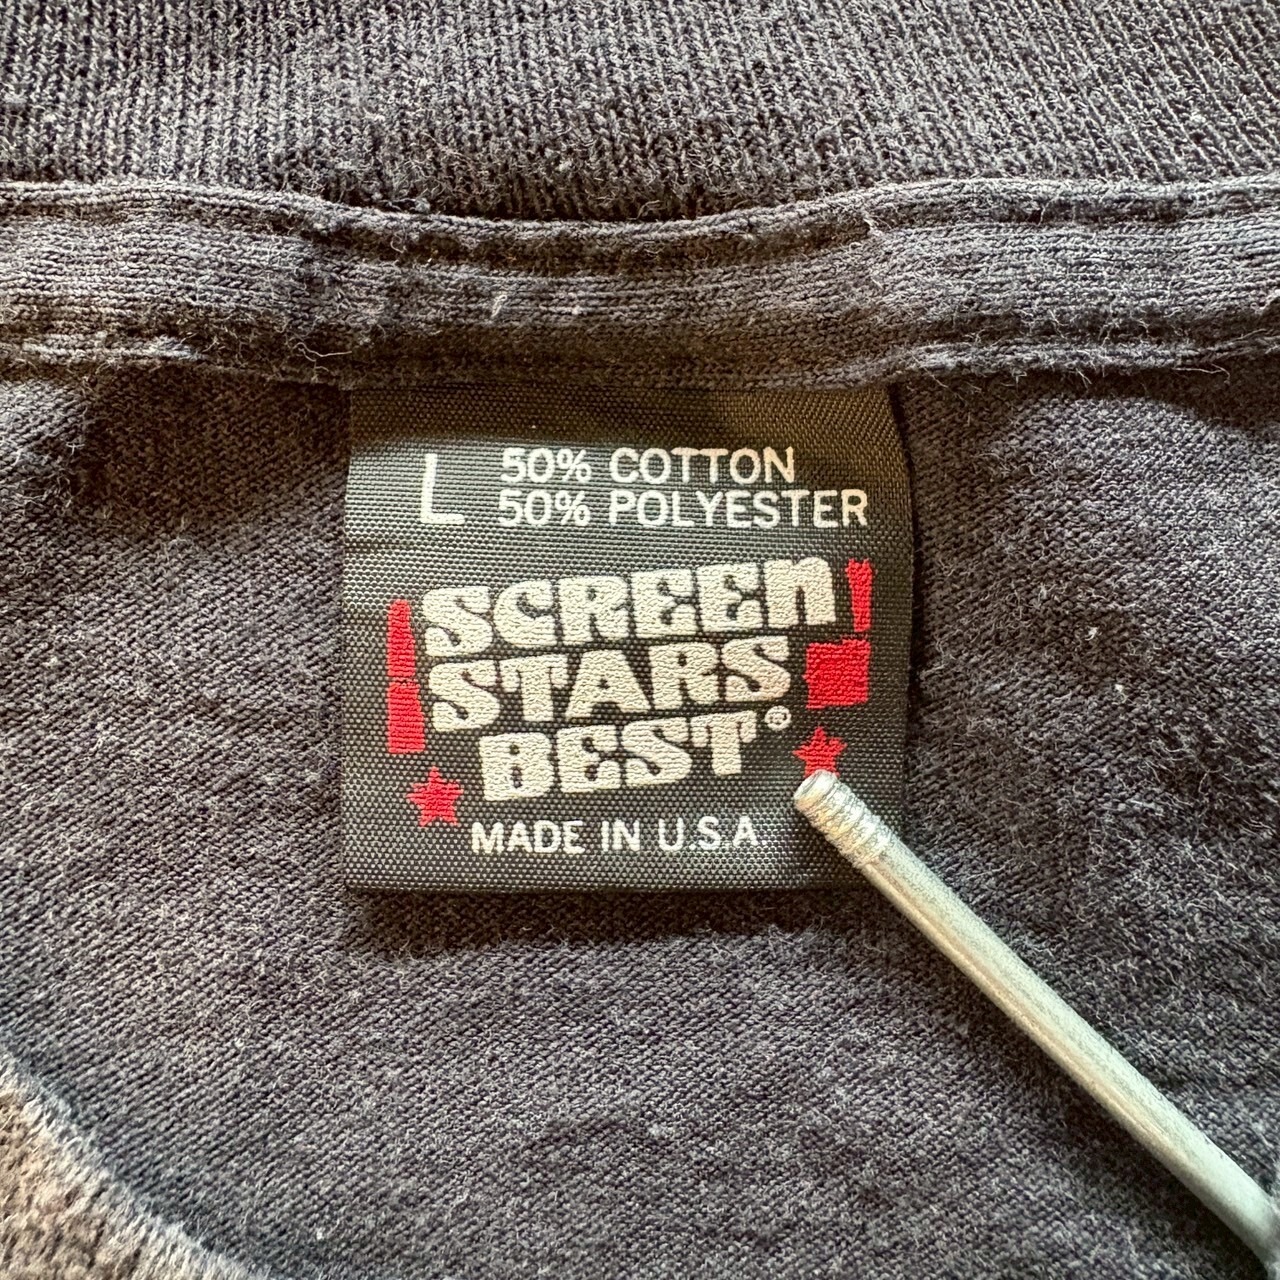 L 50% COTTON
50% POLYESTER
SCREEn
STARS
BEST®
MADE IN U.S.A.